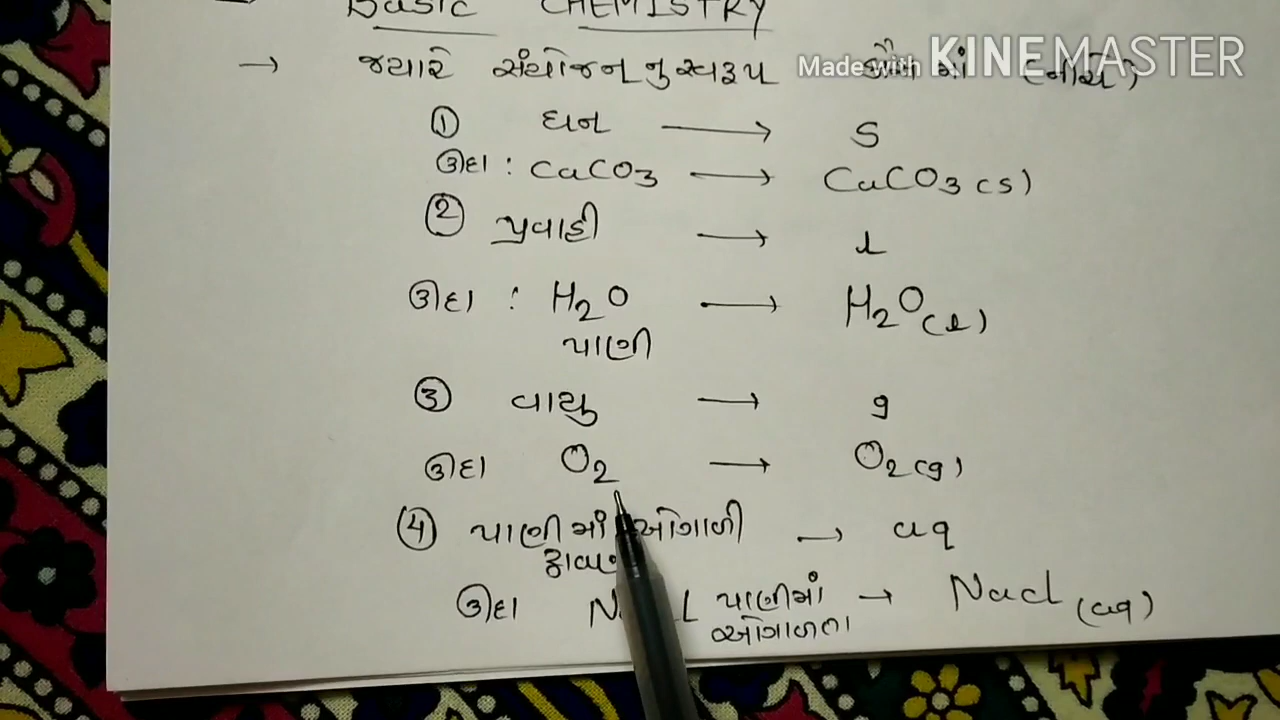 Basic CHEMISTRY
Made with KINEMASTER
→ જ્યારે સંયોજનનુ સ્વરૂપ
① ઘન → S
ઉદા : CaCO3 → CaCO3(s)
② પ્રવાહી → l
ઉદા : H2O → H2O(l)
પાણી
③ વાયુ → g
ઉદા O2 → O2(g)
④ પાણીમાં ઓગાળી → aq
ઉદા પાણીમાં → Nacl (aq)
ઓગાળતા